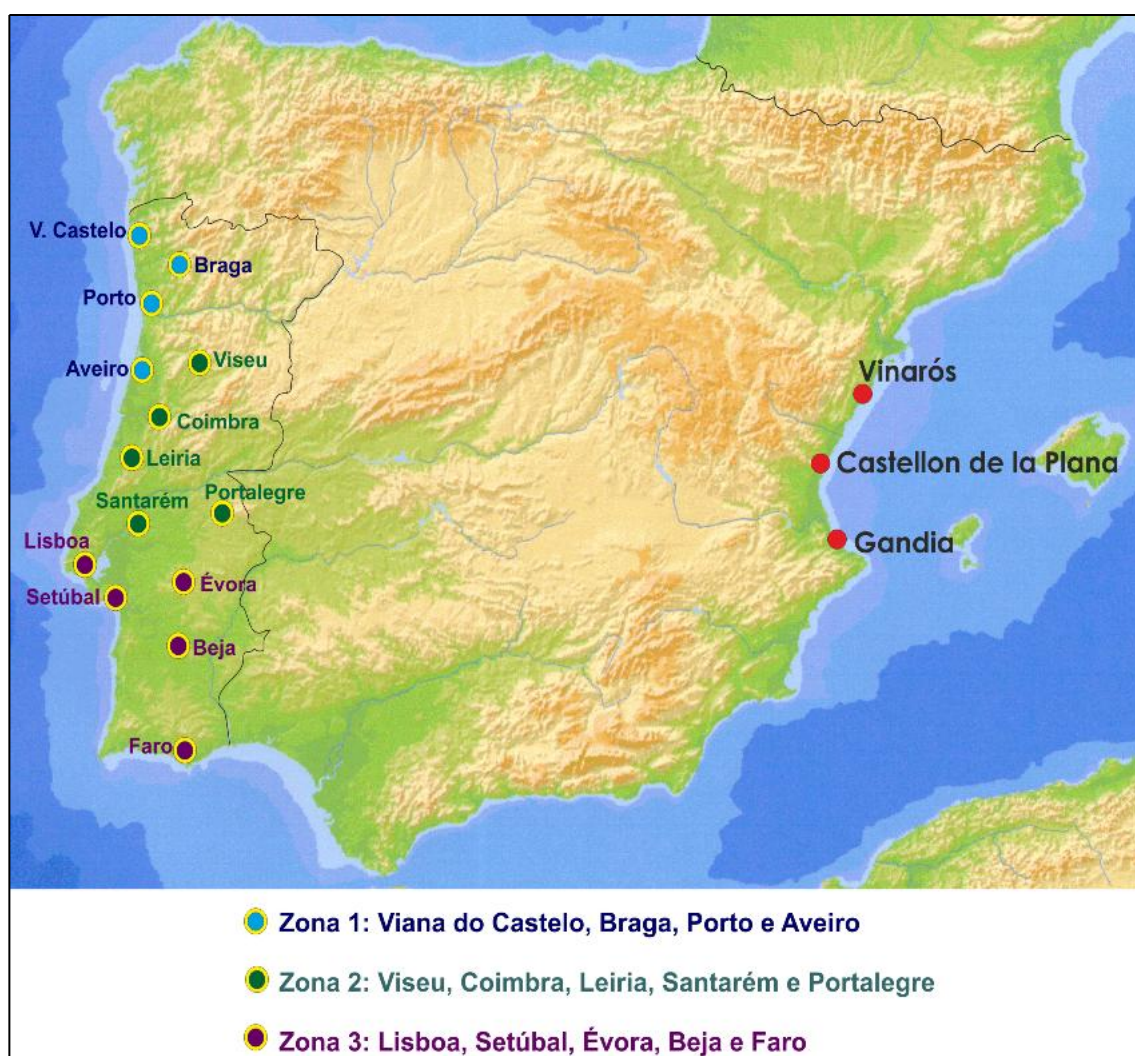 V. Castelo
Braga
Porto
Viseu
Aveiro
Vinarós
Coimbra
Leiria
Castellon de la Plana
Portalegre
Santarém
Lisboa
Gandia
Évora
Setúbal
Beja
Faro
Zona 1: Viana do Castelo, Braga, Porto e Aveiro
Zona 2: Viseu, Coimbra, Leiria, Santarém e Portalegre
Zona 3: Lisboa, Setúbal, Évora, Beja e Faro